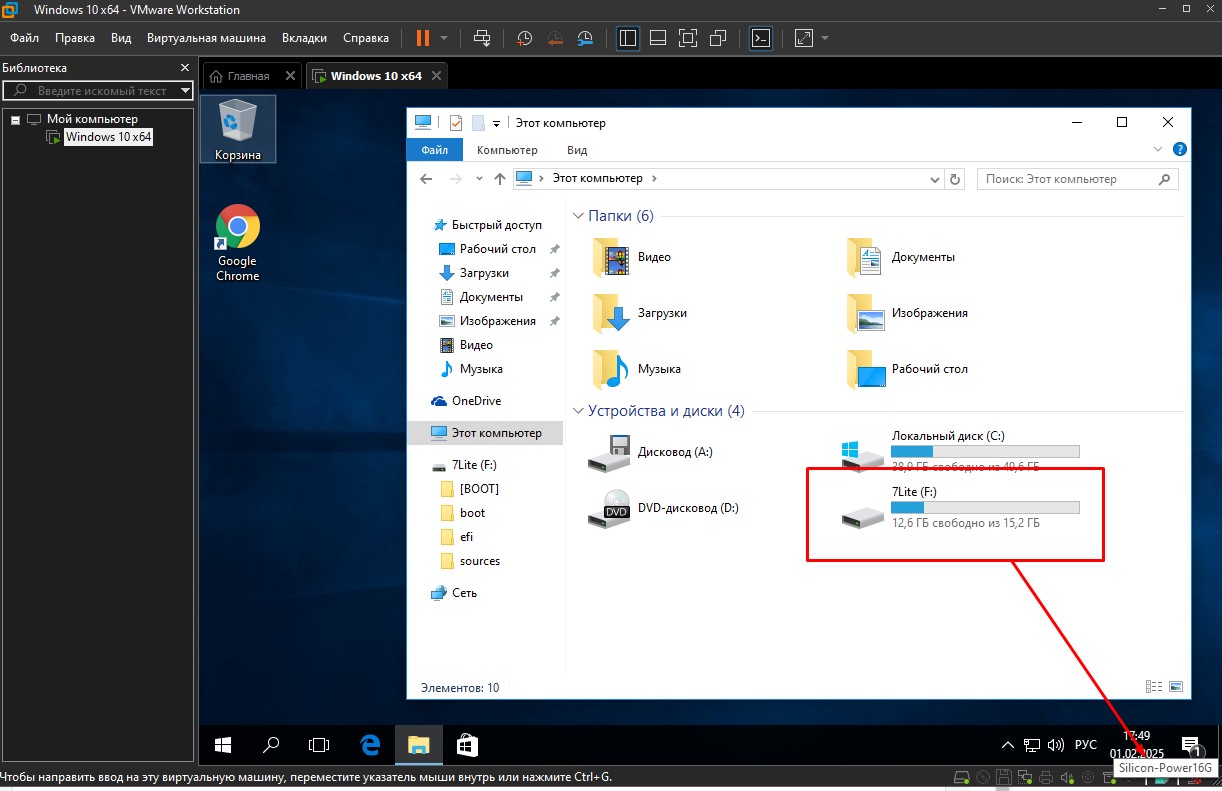 Windows 10 x64 - VMware Workstation
Файл Правка Вид Виртуальная машина Вкладки Справка
Библиотека
Главная
Windows 10 x64
Введите искомый текст
Мой компьютер
Windows 10 x64
Корзина
Google
Chrome
Этот компьютер
Файл Компьютер Вид
Этот компьютер
Поиск: Этот компьютер
Быстрый доступ
Рабочий стол
Загрузки
Документы
Изображения
Видео
Музыка
OneDrive
Этот компьютер
7Lite (F:)
[BOOT]
boot
efi
sources
Сеть
Папки (6)
Видео
Документы
Загрузки
Изображения
Музыка
Рабочий стол
Устройства и диски (4)
Дисковод (A:)
Локальный диск (C:)
38,9 ГБ свободно из 49,6 ГБ
DVD
DVD-дисковод (D:)
7Lite (F:)
12,6 ГБ свободно из 15,2 ГБ
Элементов: 10
РУС
17:49
01.02.2025
1
Silicon-Power16G
Чтобы направить ввод на эту виртуальную машину, переместите указатель мыши внутрь или нажмите Ctrl+G.